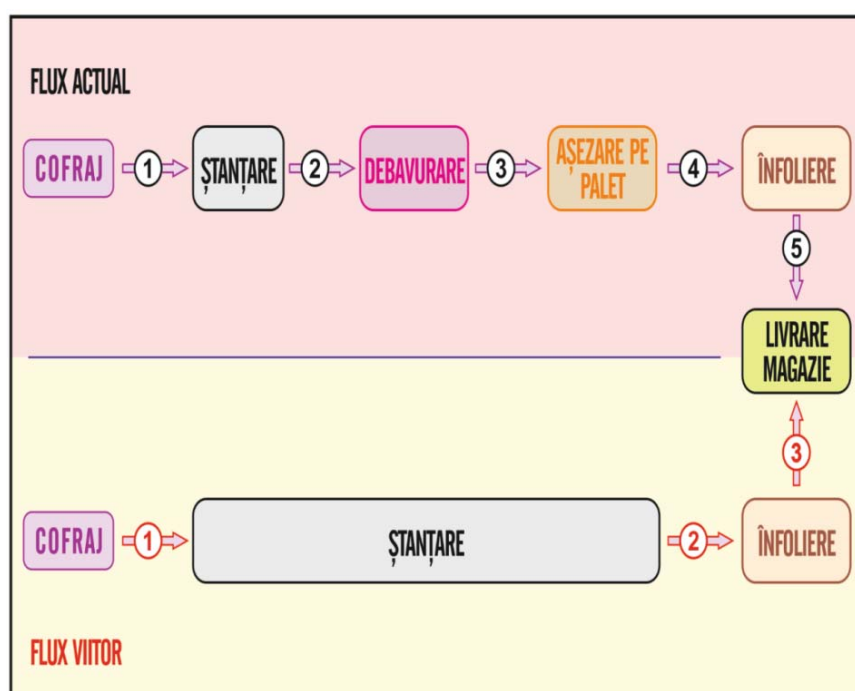 FLUX ACTUAL
COFRAJ
1
ȘTANȚARE
2
DEBAVURARE
3
AȘEZARE PE
PALET
4
ÎNFOLIERE
5
LIVRARE
MAGAZIE
3
COFRAJ
1
ȘTANȚARE
2
ÎNFOLIERE
FLUX VIITOR